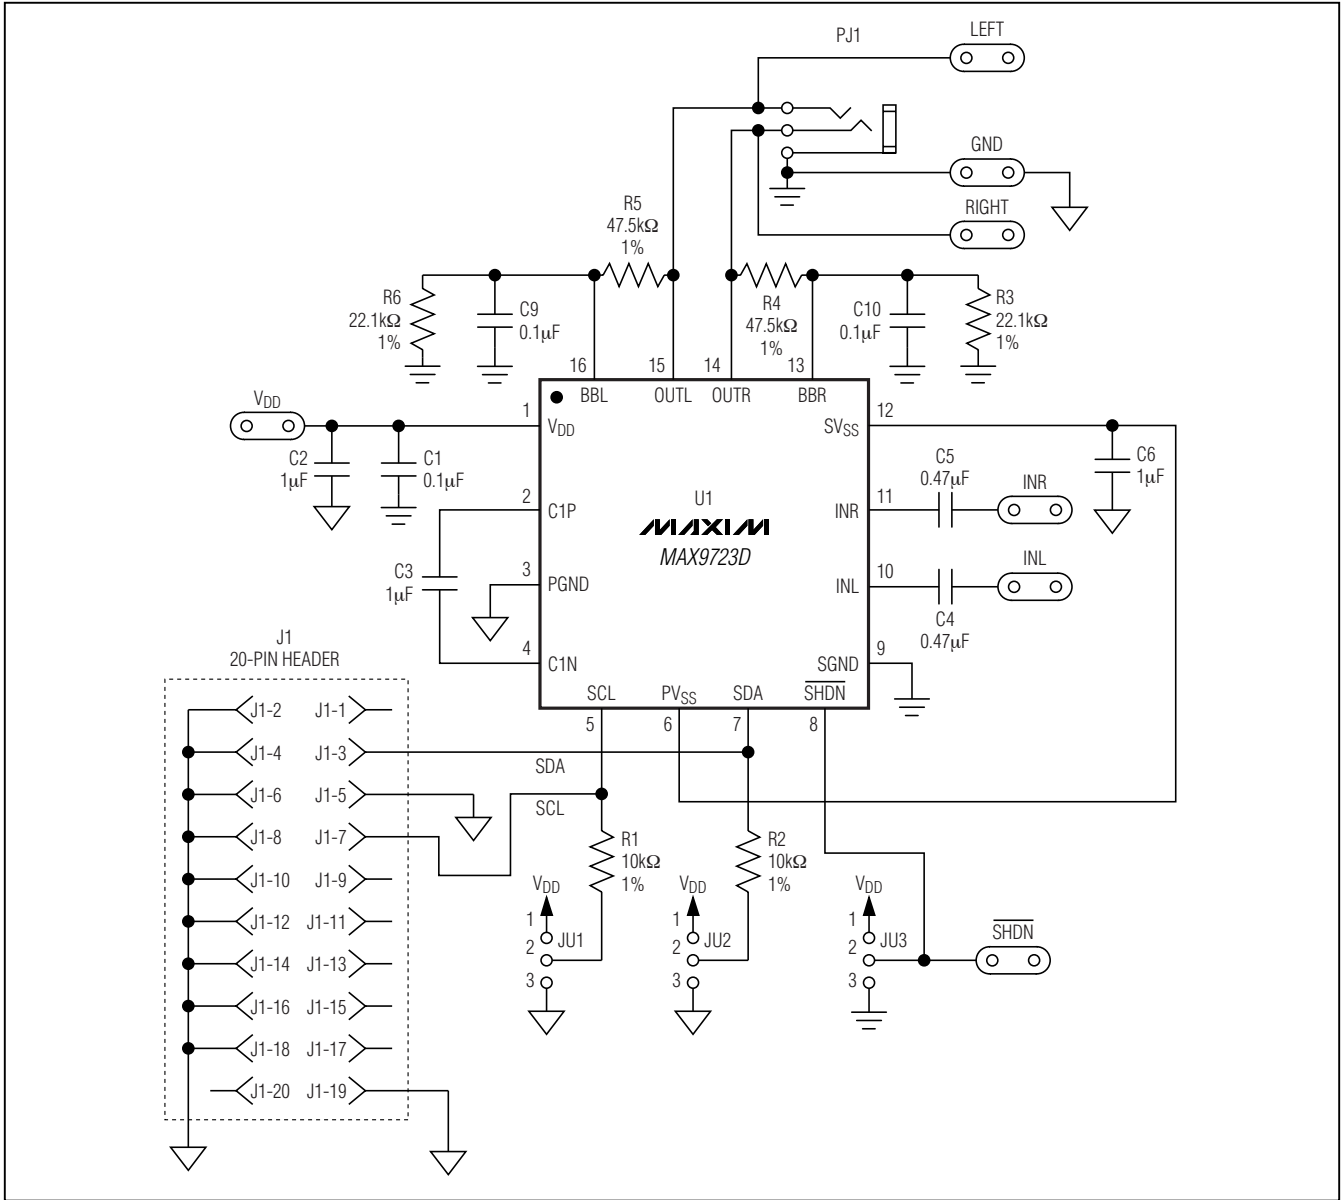 PJ1
LEFT
GND
RIGHT
R5
47.5kΩ
1%
R6
22.1kΩ
1%
C9
0.1μF
R4
47.5kΩ
1%
C10
0.1μF
R3
22.1kΩ
1%
16
15
14
13
BBL
OUTL
OUTR
BBR
VDD
1
VDD
12
SVSS
C2
1μF
C1
0.1μF
C5
0.47μF
C6
1μF
2
C1P
U1
MAXIM
MAX9723D
11
INR
INR
3
PGND
C3
1μF
10
INL
INL
C4
0.47μF
4
C1N
9
SGND
J1
20-PIN HEADER
SCL
PVSS
SDA
SHDN
5
6
7
8
J1-2 J1-1
J1-4 J1-3
J1-6 J1-5
J1-8 J1-7
J1-10 J1-9
J1-12 J1-11
J1-14 J1-13
J1-16 J1-15
J1-18 J1-17
J1-20 J1-19
SDA
SCL
R1
10kΩ
1%
R2
10kΩ
1%
VDD
1
2
3
JU1
VDD
1
2
3
JU2
VDD
1
2
3
JU3
SHDN